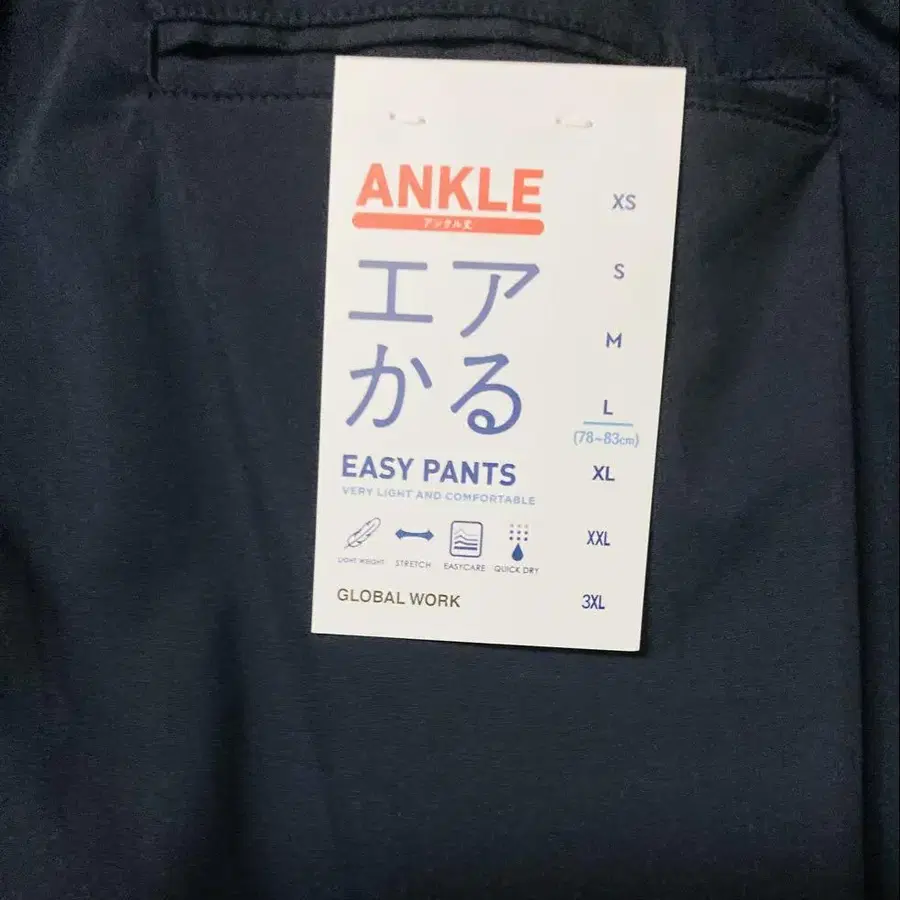 ANKLE
アンクル丈
エア
かる
EASY PANTS
VERY LIGHT AND COMFORTABLE
LIGHT WEIGHT
STRETCH
EASYCARE
QUICK DRY
GLOBAL WORK
XS
S
M
L
(78~83cm)
XL
XXL
3XL